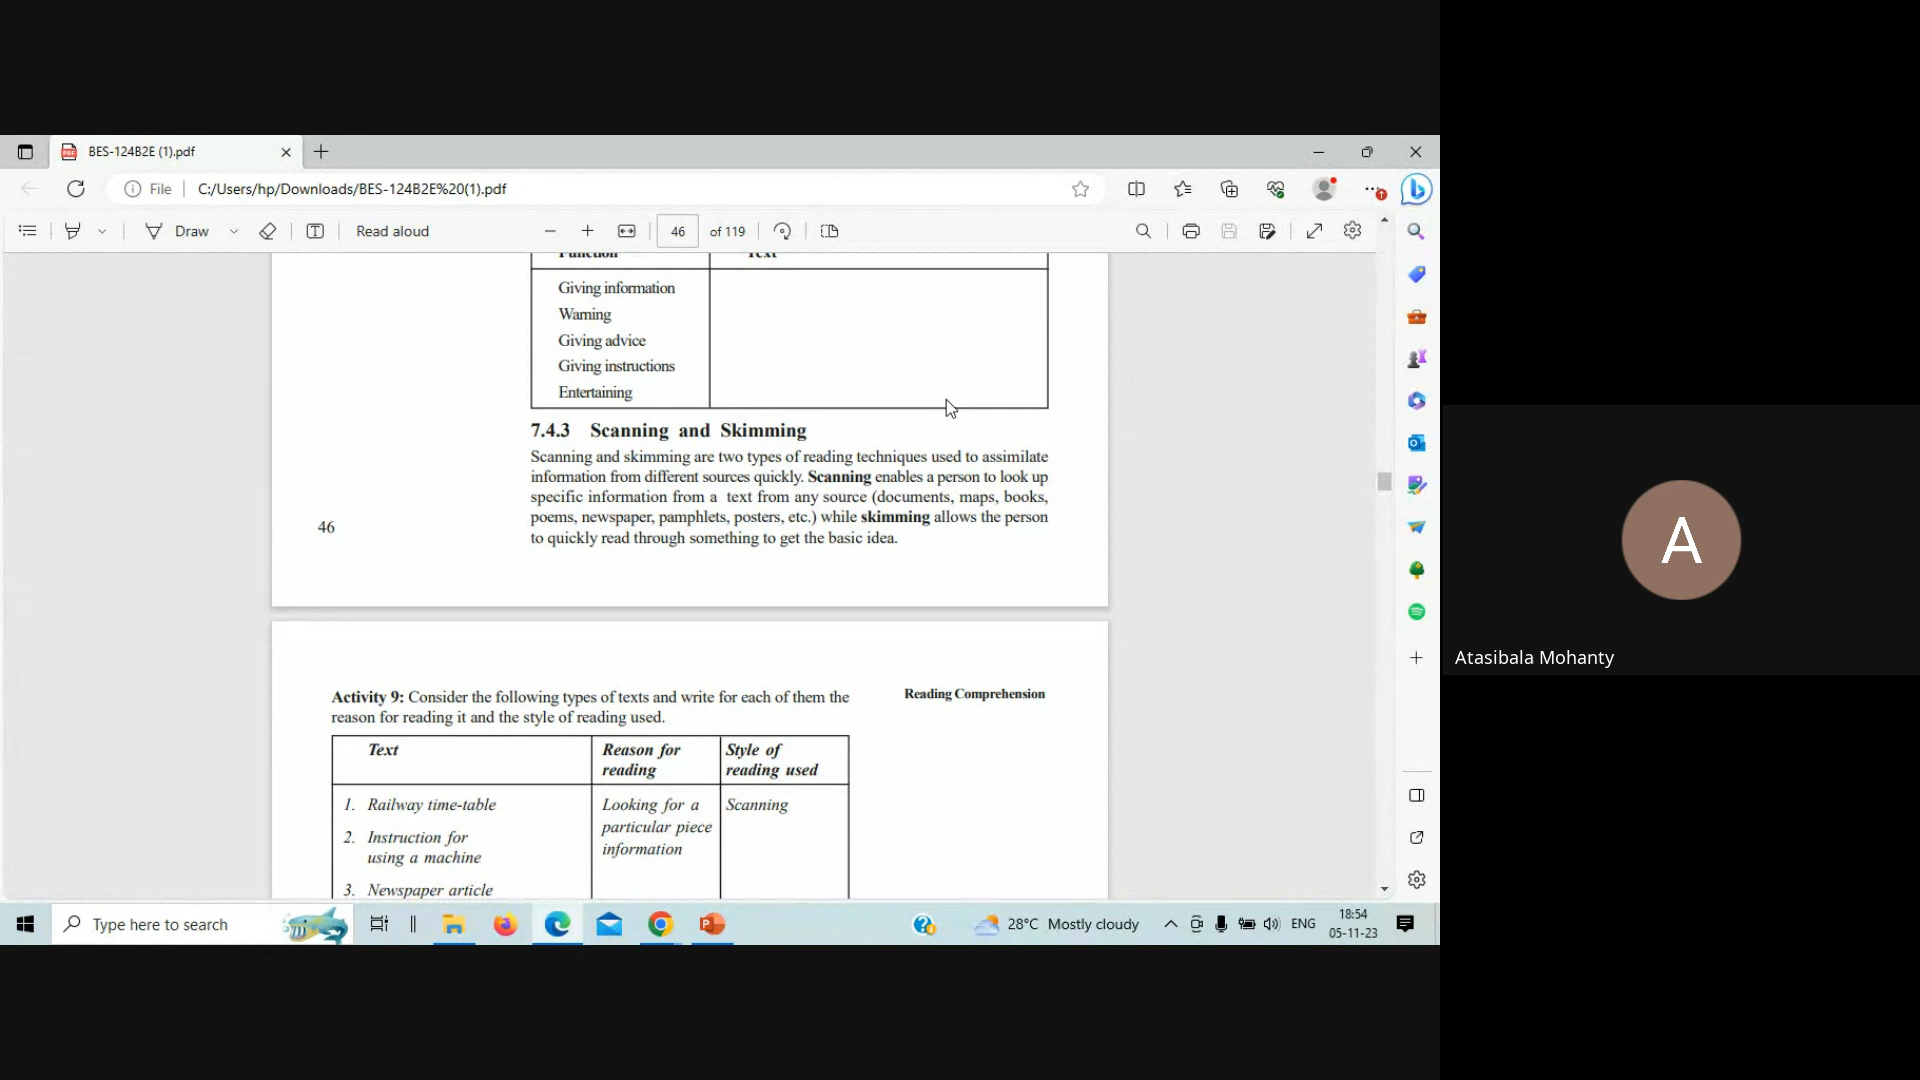 BES-124B2E (1).pdf
File
C:/Users/hp/Downloads/BES-124B2E%20(1).pdf
Draw
Read aloud
46
of 119
Function Text
Giving information
Warning
Giving advice
Giving instructions
Entertaining
7.4.3 Scanning and Skimming
Scanning and skimming are two types of reading techniques used to assimilate
information from different sources quickly. Scanning enables a person to look up
specific information from a text from any source (documents, maps, books,
poems, newspaper, pamphlets, posters, etc.) while skimming allows the person
to quickly read through something to get the basic idea.
46
Activity 9: Consider the following types of texts and write for each of them the
reason for reading it and the style of reading used.
Reading Comprehension
Text
Reason for
reading
Style of
reading used
1. Railway time-table
Looking for a
particular piece
information
Scanning
2. Instruction for
using a machine
3. Newspaper article
Type here to search
28°C Mostly cloudy
ENG
18:54
05-11-23
A
Atasibala Mohanty